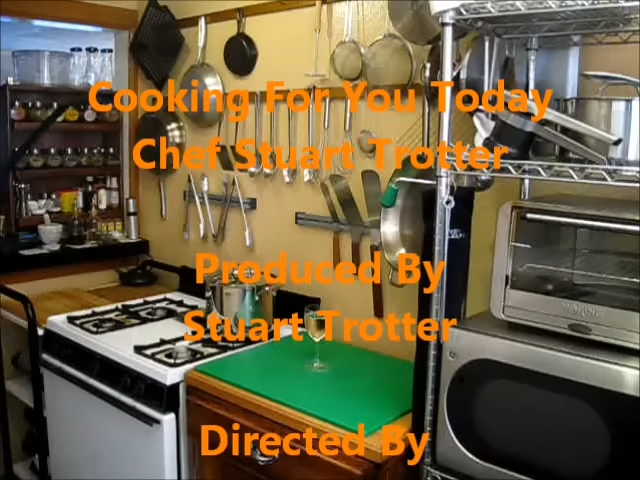 Cooking For You Today
Chef Stuart Trotter
Produced By
Stuart Trotter
Directed By